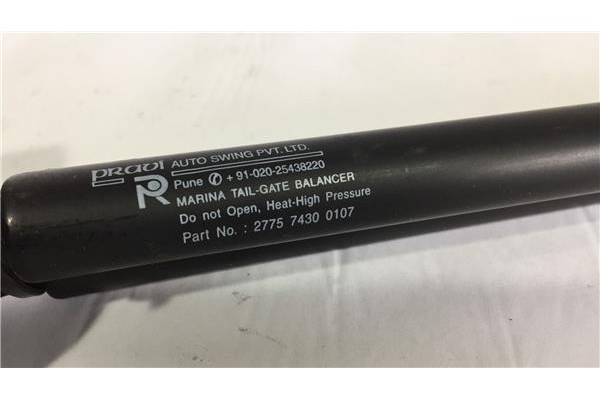 PRAVI AUTO SWING PVT. LTD.
R Pune ✆ +91-020-25438220
MARINA TAIL-GATE BALANCER
Do not Open, Heat-High Pressure
Part No. : 2775 7430 0107